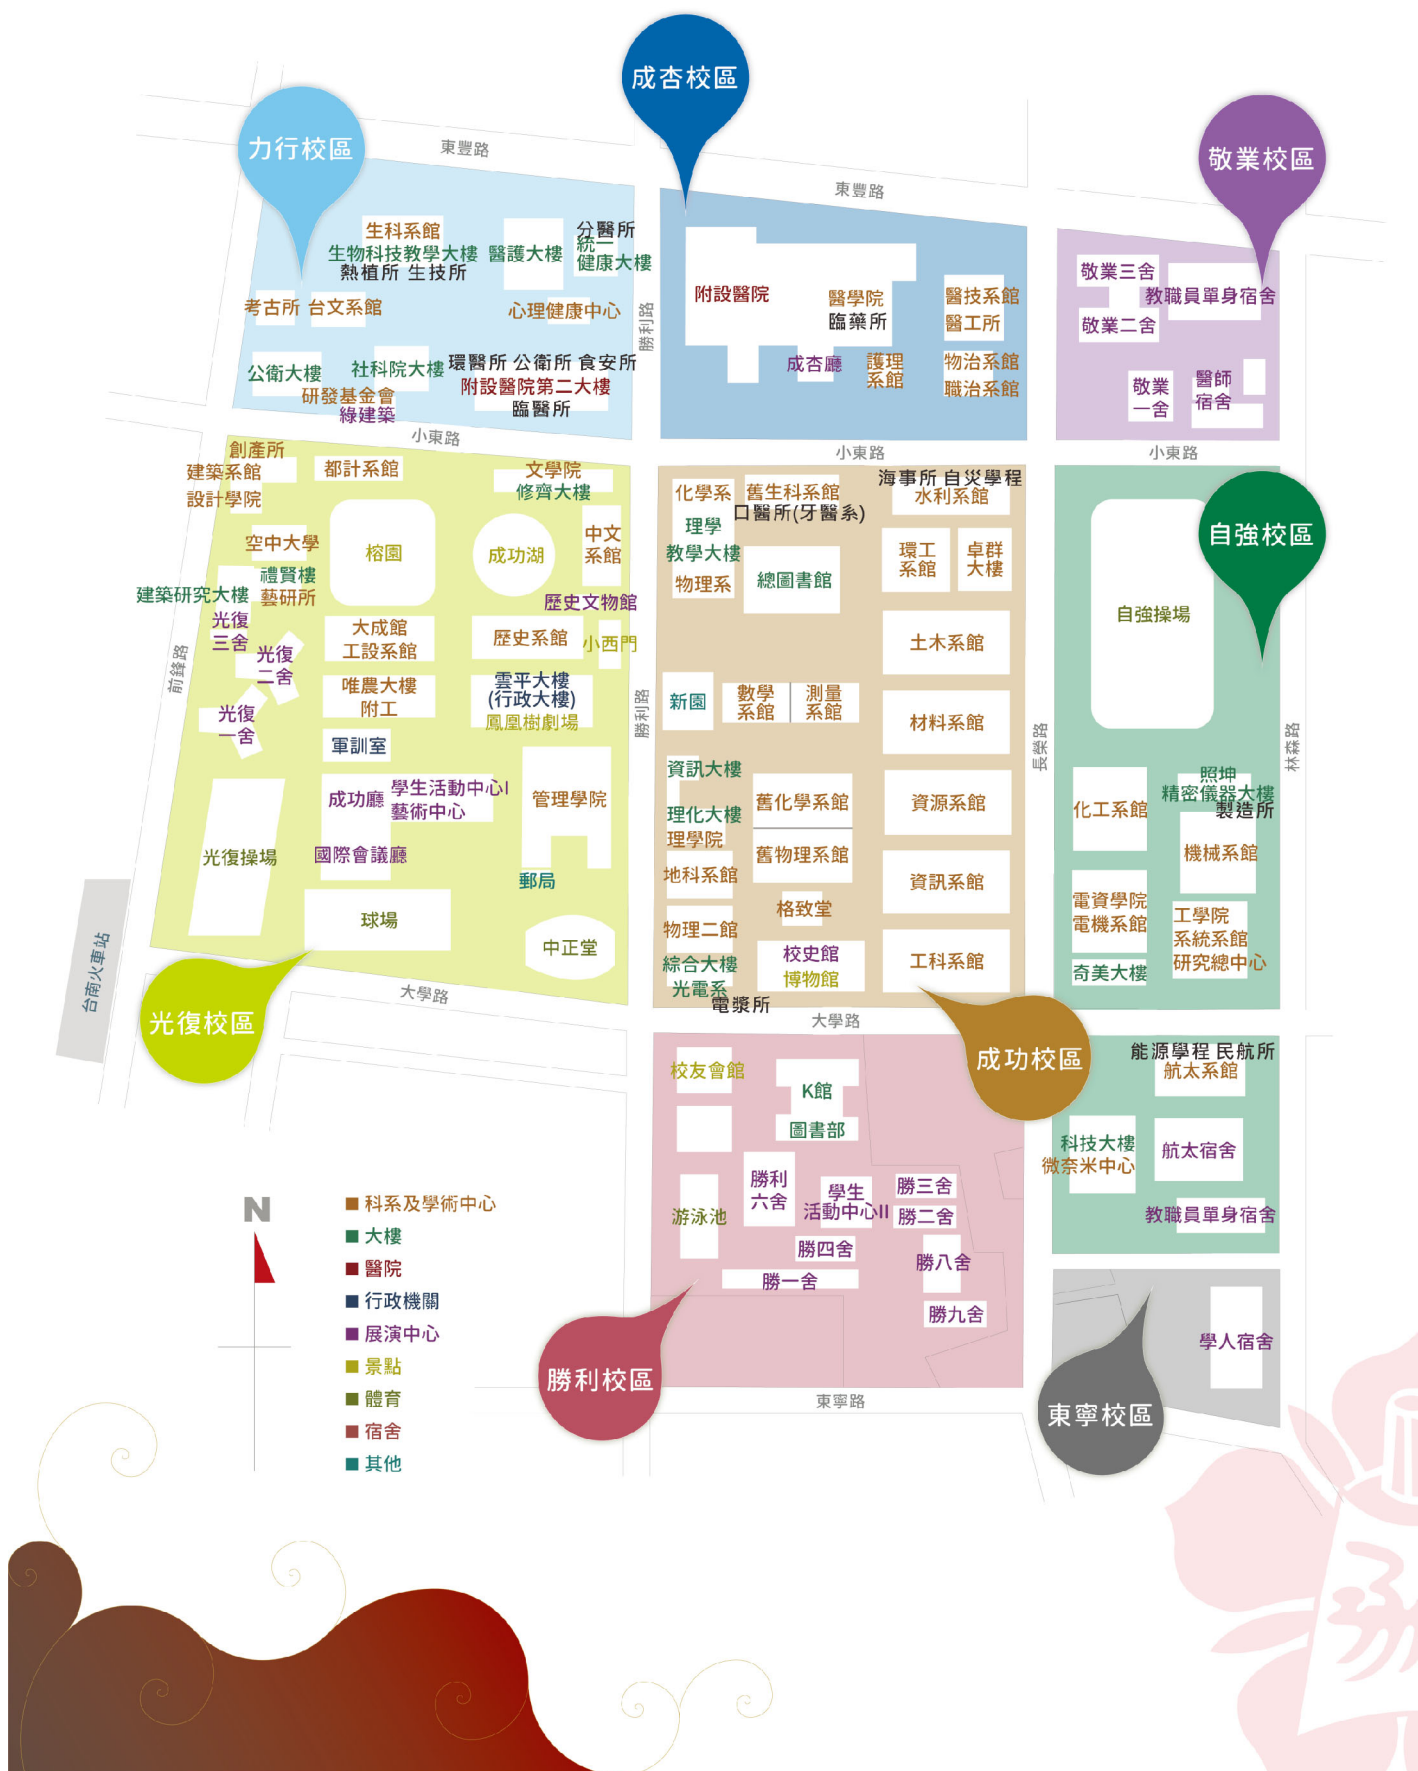 成杏校區
力行校區
敬業校區
東豐路
東豐路
生科系館
生物科技教學大樓
熱植所 生技所
醫護大樓
分醫所
統一
健康大樓
考古所 台文系館
心理健康中心
公衛大樓
社科院大樓
研發基金會
綠建築
環醫所 公衛所 食安所
附設醫院第二大樓
臨醫所
勝利路
附設醫院
醫學院
臨藥所
醫技系館
醫工所
成杏廳
護理
系館
物治系館
職治系館
敬業三舍
教職員單身宿舍
敬業二舍
敬業
一舍
醫師
宿舍
小東路
小東路
小東路
創產所
建築系館
設計學院
都計系館
文學院
修齊大樓
空中大學
榕園
成功湖
中文
系館
禮賢樓
建築研究大樓 藝研所
歷史文物館
光復
三舍
大成館
工設系館
歷史系館
小西門
光復
二舍
前鋒路
唯農大樓
附工
雲平大樓
(行政大樓)
鳳凰樹劇場
光復
一舍
軍訓室
成功廳
學生活動中心I
藝術中心
管理學院
光復操場
國際會議廳
郵局
球場
中正堂
台南火車站
光復校區
大學路
勝利路
化學系
舊生科系館
口醫所(牙醫系)
海事所 自災學程
水利系館
理學
教學大樓
物理系
總圖書館
環工
系館
卓群
大樓
土木系館
新園
數學
系館
測量
系館
材料系館
資訊大樓
理化大樓
理學院
舊化學系館
資源系館
地科系館
舊物理系館
資訊系館
物理二館
格致堂
綜合大樓
光電系
電漿所
校史館
博物館
工科系館
大學路
成功校區
長榮路
自強校區
自強操場
林森路
化工系館
照坤
精密儀器大樓
製造所
機械系館
電資學院
電機系館
工學院
系統系館
研究總中心
奇美大樓
能源學程 民航所
航太系館
科技大樓
微奈米中心
航太宿舍
教職員單身宿舍
校友會館
K館
圖書部
游泳池
勝利
六舍
學生
活動中心II
勝三舍
勝二舍
勝四舍
勝一舍
勝八舍
勝九舍
勝利校區
東寧路
學人宿舍
東寧校區
N
科系及學術中心
大樓
醫院
行政機關
展演中心
景點
體育
宿舍
其他